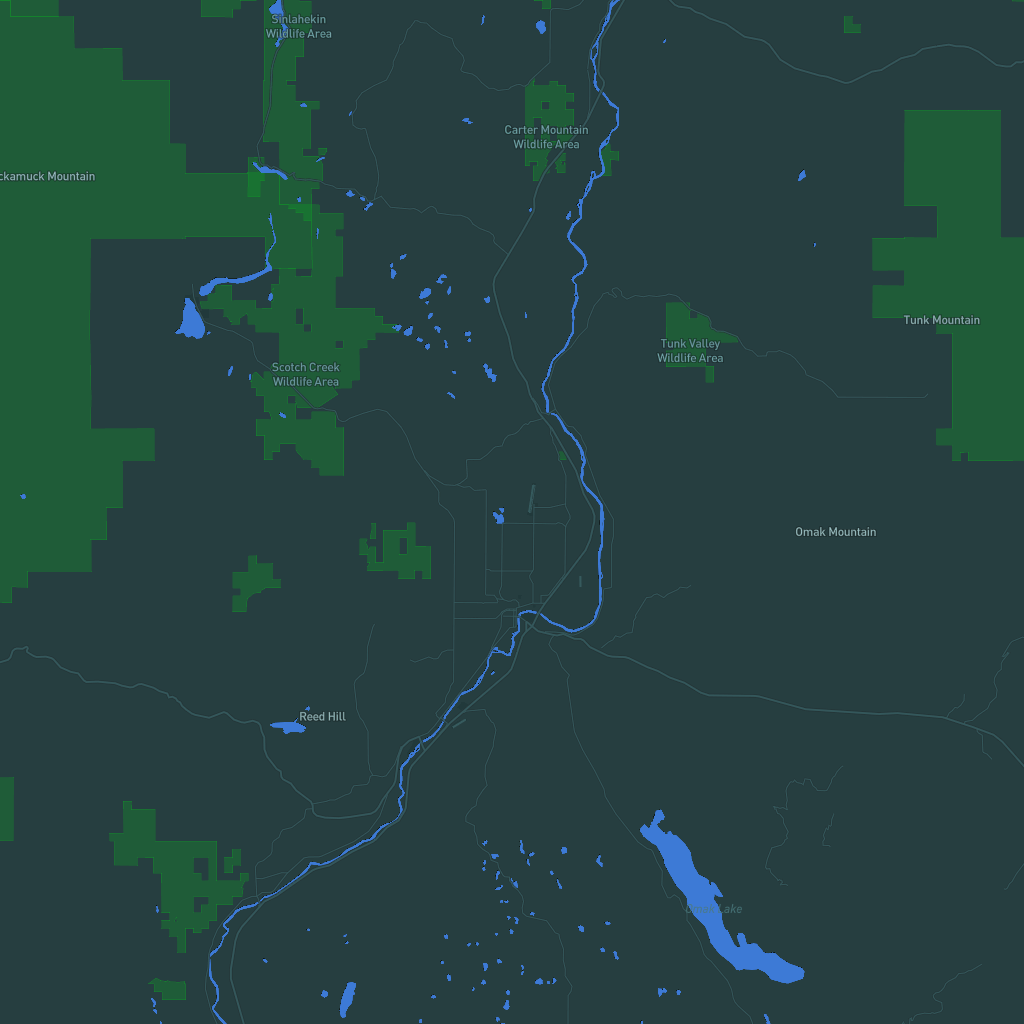 Sinlahekin
Wildlife Area
Carter Mountain
Wildlife Area
ckamuck Mountain
Tunk Mountain
Tunk Valley
Wildlife Area
Scotch Creek
Wildlife Area
Omak Mountain
Reed Hill
Lake